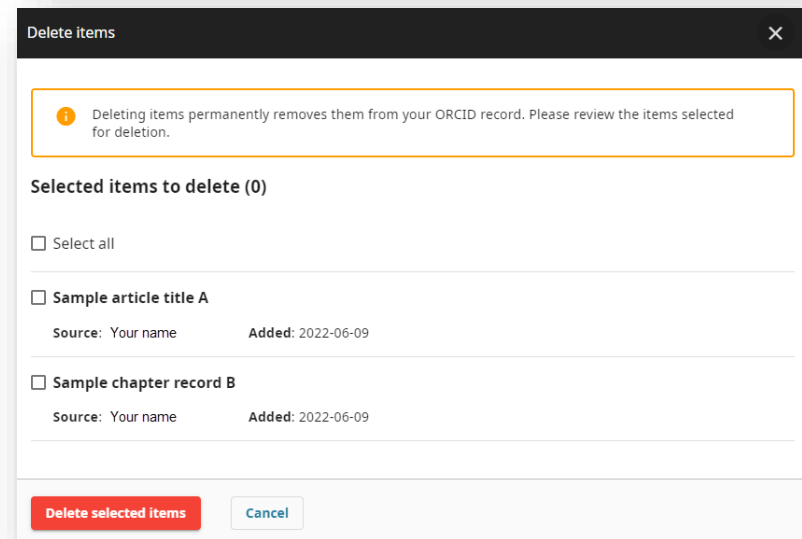 Delete items
Deleting items permanently removes them from your ORCID record. Please review the items selected
for deletion.
Selected items to delete (0)
Select all
Sample article title A
Source: Your name Added: 2022-06-09
Sample chapter record B
Source: Your name Added: 2022-06-09
Delete selected items Cancel